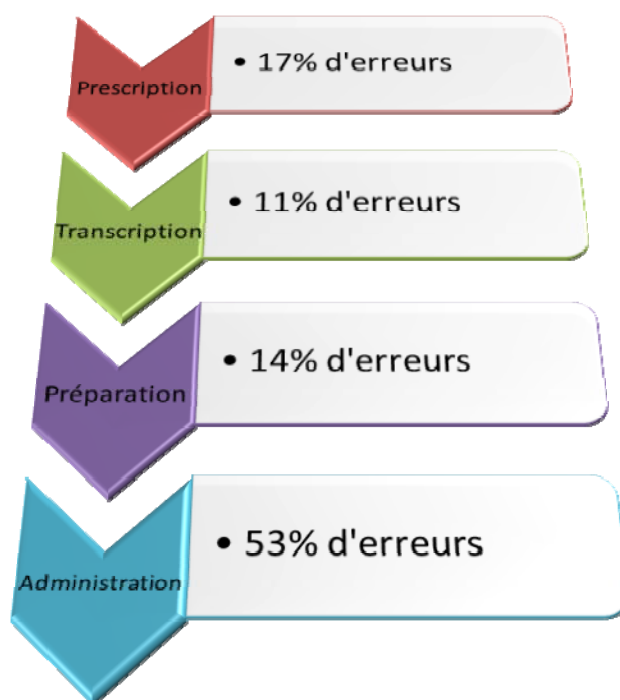 Prescription
• 17% d'erreurs
Transcription
• 11% d'erreurs
Préparation
• 14% d'erreurs
Administration
• 53% d'erreurs